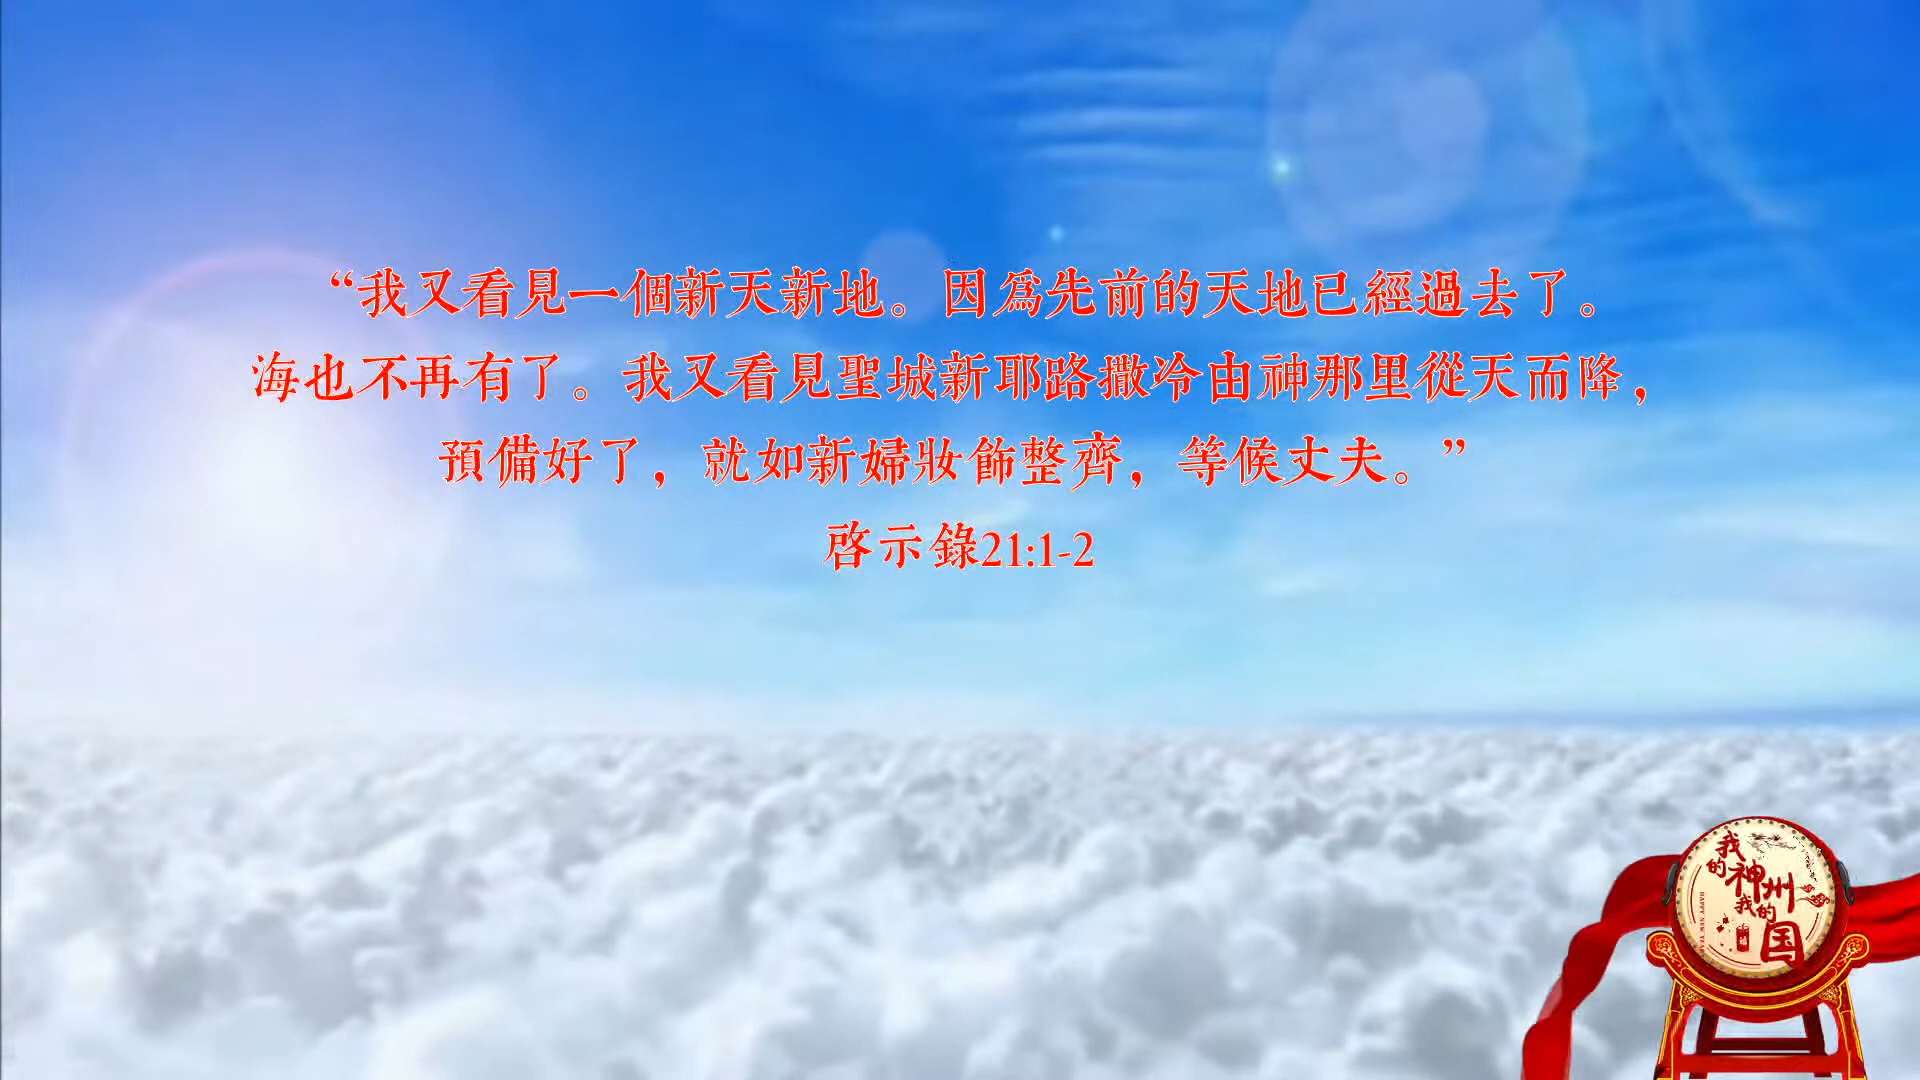 “我又看見一個新天新地。因爲先前的天地已經過去了。
海也不再有了。我又看見聖城新耶路撒冷由神那里從天而降，
預備好了，就如新婦妝飾整齊，等候丈夫。”
啓示錄21:1-2
我的神州
我的国